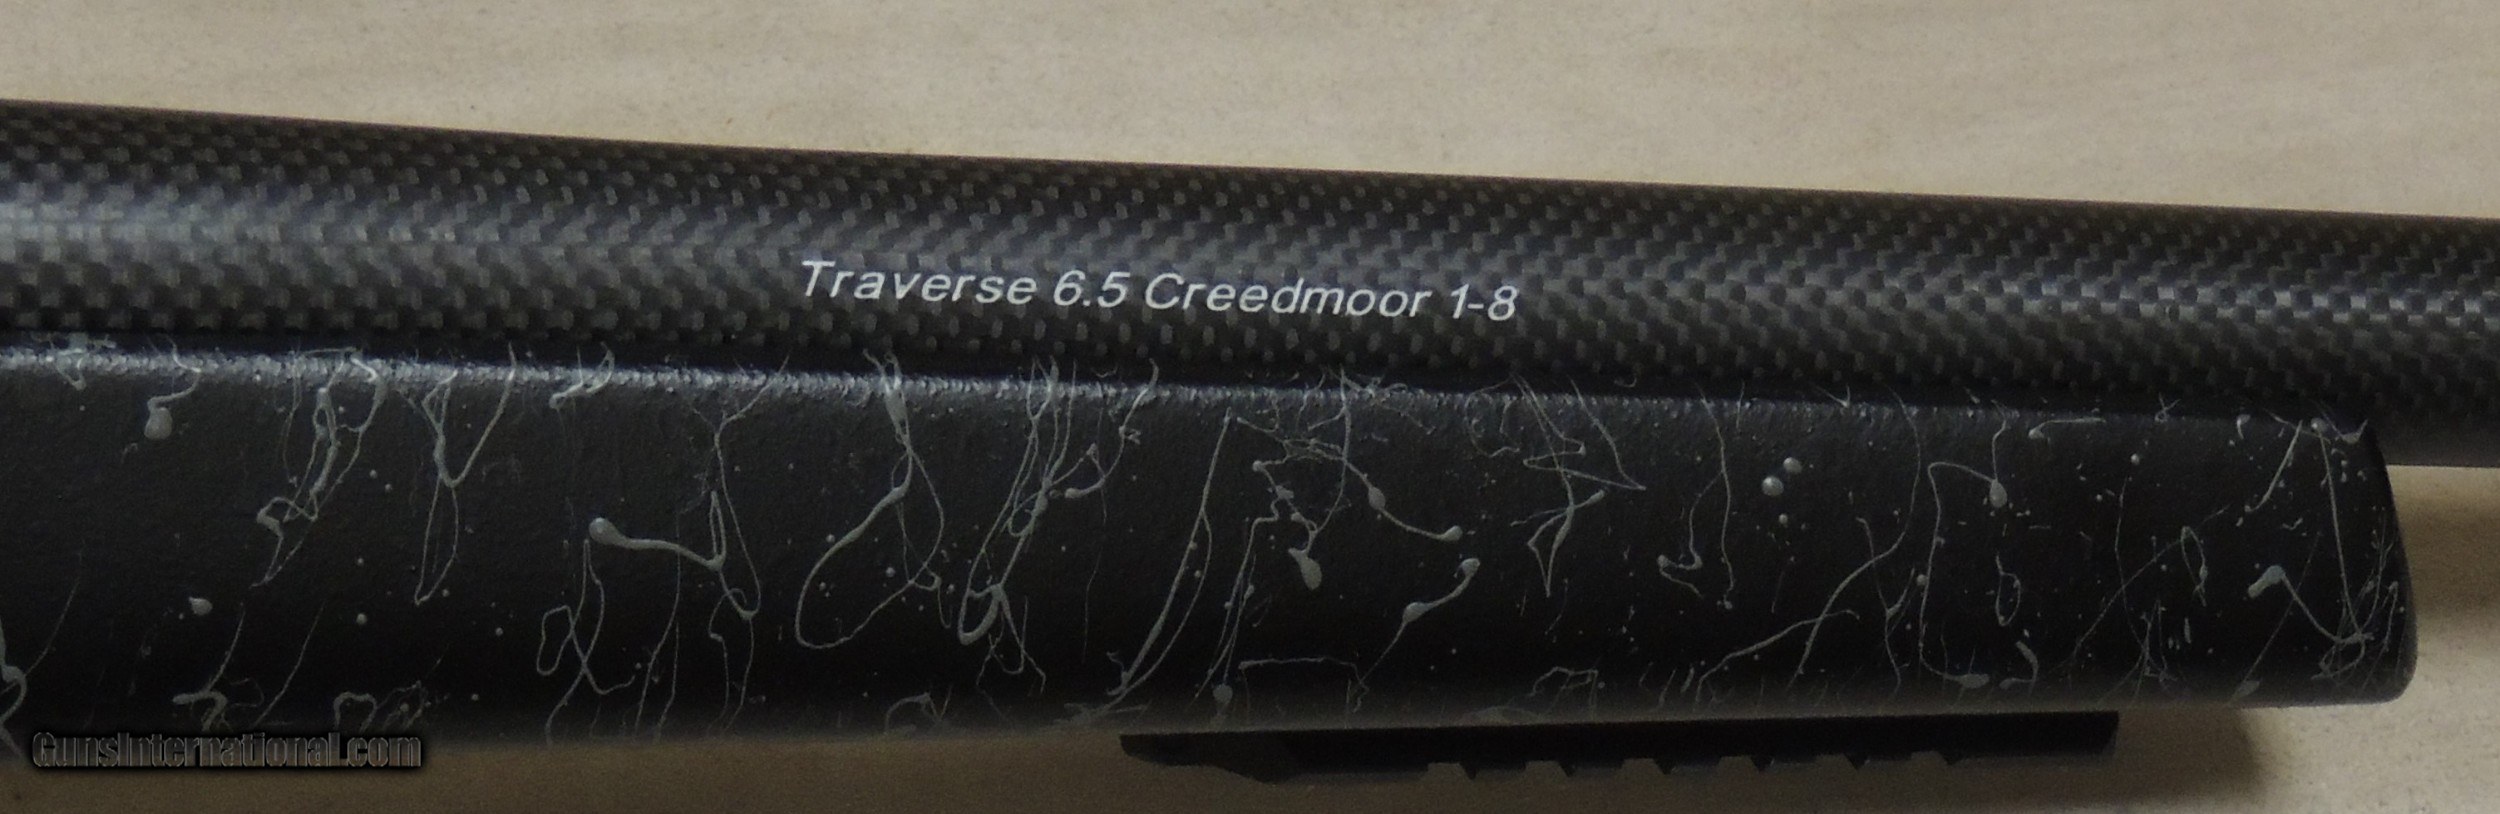 Traverse 6.5 Creedmoor 1-8
GunsInternational.com